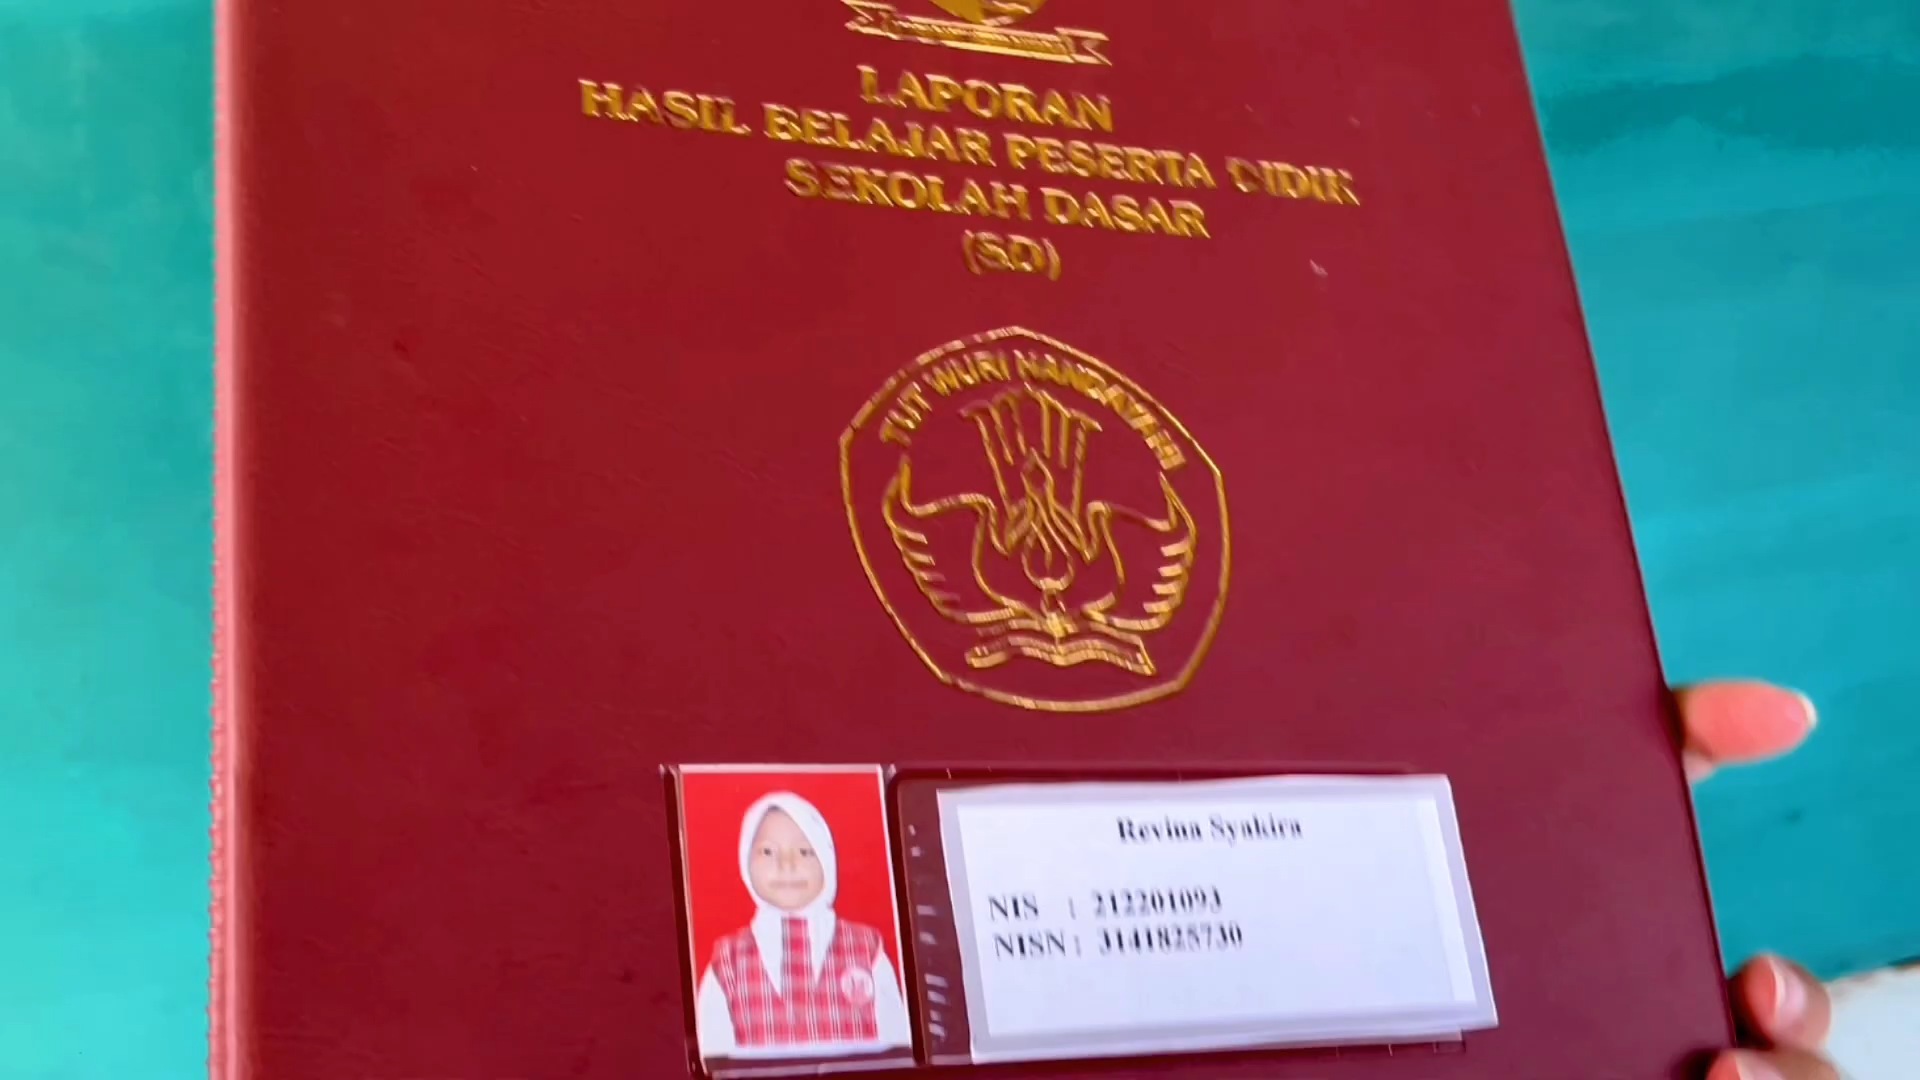 LAPORAN
HASIL BELAJAR PESERTA DIDIK
SEKOLAH DASAR
(SD)
TUT WURI HANDAYANI
Revina Syakira
NIS : 212201093
NISN : 3141825730